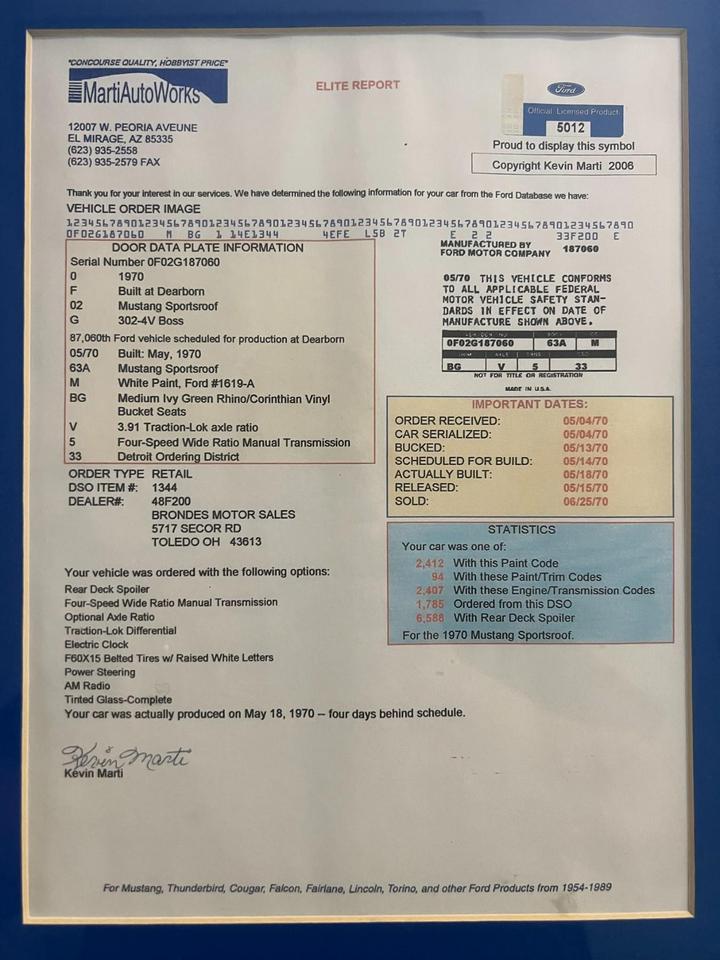 "CONCOURSE QUALITY, HOBBYIST PRICE"
MartiAutoWorks
ELITE REPORT
12007 W. PEORIA AVEUNE
EL MIRAGE, AZ 85335
(623) 935-2558
(623) 935-2579 FAX
Ford
Official Licensed Product
5012
Proud to display this symbol
Copyright Kevin Marti 2006
Thank you for your interest in our services. We have determined the following information for your car from the Ford Database we have:
VEHICLE ORDER IMAGE
12345678901234567890123456789012345678901234567890123456789012345678901234567890
0F02G187060 M BG 1 14E1344 4EFE L5B 2T E 2 2 33F200 E
DOOR DATA PLATE INFORMATION
Serial Number 0F02G187060
0 1970
F Built at Dearborn
02 Mustang Sportsroof
G 302-4V Boss
87,060th Ford vehicle scheduled for production at Dearborn
05/70 Built: May, 1970
63A Mustang Sportsroof
M White Paint, Ford #1619-A
BG Medium Ivy Green Rhino/Corinthian Vinyl
Bucket Seats
V 3.91 Traction-Lok axle ratio
5 Four-Speed Wide Ratio Manual Transmission
33 Detroit Ordering District
MANUFACTURED BY
FORD MOTOR COMPANY 187060
05/70 THIS VEHICLE CONFORMS
TO ALL APPLICABLE FEDERAL
MOTOR VEHICLE SAFETY STAN-
DARDS IN EFFECT ON DATE OF
MANUFACTURE SHOWN ABOVE.
0F02G187060 63A M
BG V 5 33
NOT FOR TITLE OR REGISTRATION
MADE IN U.S.A.
IMPORTANT DATES:
ORDER RECEIVED: 05/04/70
CAR SERIALIZED: 05/04/70
BUCKED: 05/13/70
SCHEDULED FOR BUILD: 05/14/70
ACTUALLY BUILT: 05/18/70
RELEASED: 05/15/70
SOLD: 06/25/70
ORDER TYPE RETAIL
DSO ITEM #: 1344
DEALER#: 48F200
BRONDES MOTOR SALES
5717 SECOR RD
TOLEDO OH 43613
STATISTICS
Your car was one of:
2,412 With this Paint Code
94 With these Paint/Trim Codes
2,407 With these Engine/Transmission Codes
1,785 Ordered from this DSO
6,588 With Rear Deck Spoiler
For the 1970 Mustang Sportsroof.
Your vehicle was ordered with the following options:
Rear Deck Spoiler
Four-Speed Wide Ratio Manual Transmission
Optional Axle Ratio
Traction-Lok Differential
Electric Clock
F60X15 Belted Tires w/ Raised White Letters
Power Steering
AM Radio
Tinted Glass-Complete
Your car was actually produced on May 18, 1970 -- four days behind schedule.
Kevin Marti
Kevin Marti
For Mustang, Thunderbird, Cougar, Falcon, Fairlane, Lincoln, Torino, and other Ford Products from 1954-1989